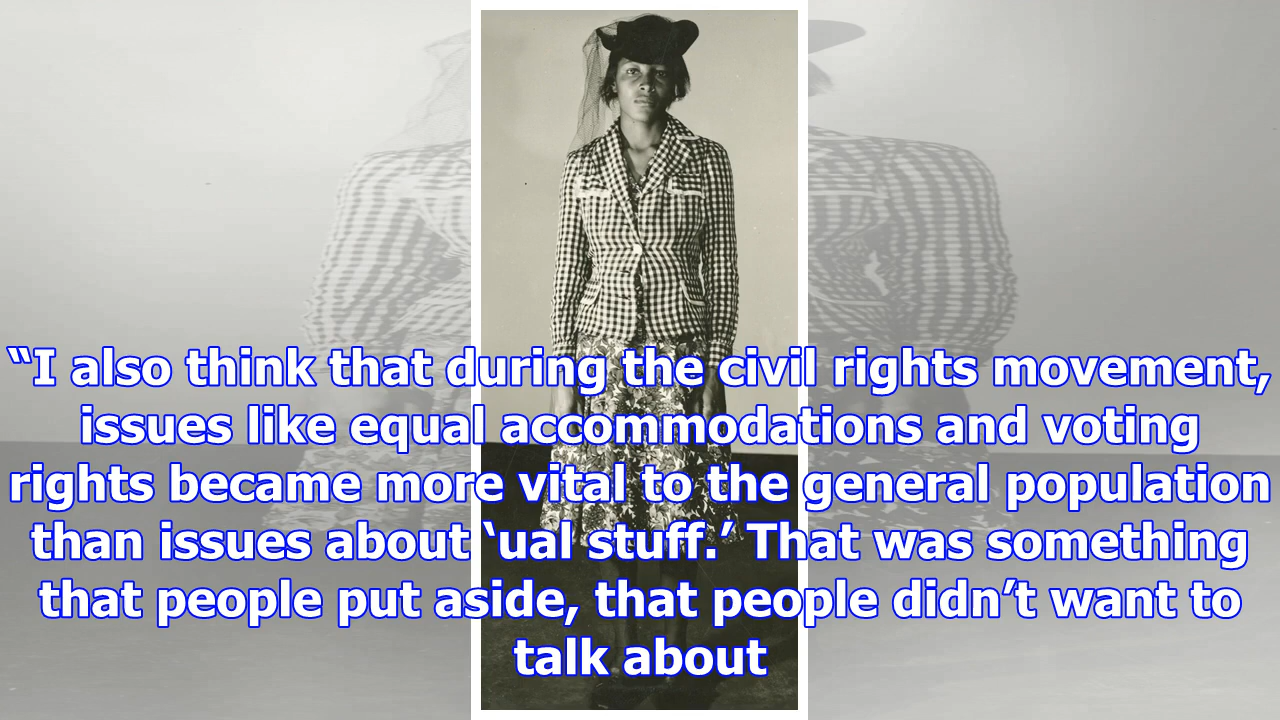 “I also think that during the civil rights movement,
issues like equal accommodations and voting
rights became more vital to the general population
than issues about ‘ual stuff.’ That was something
that people put aside, that people didn’t want to
talk about